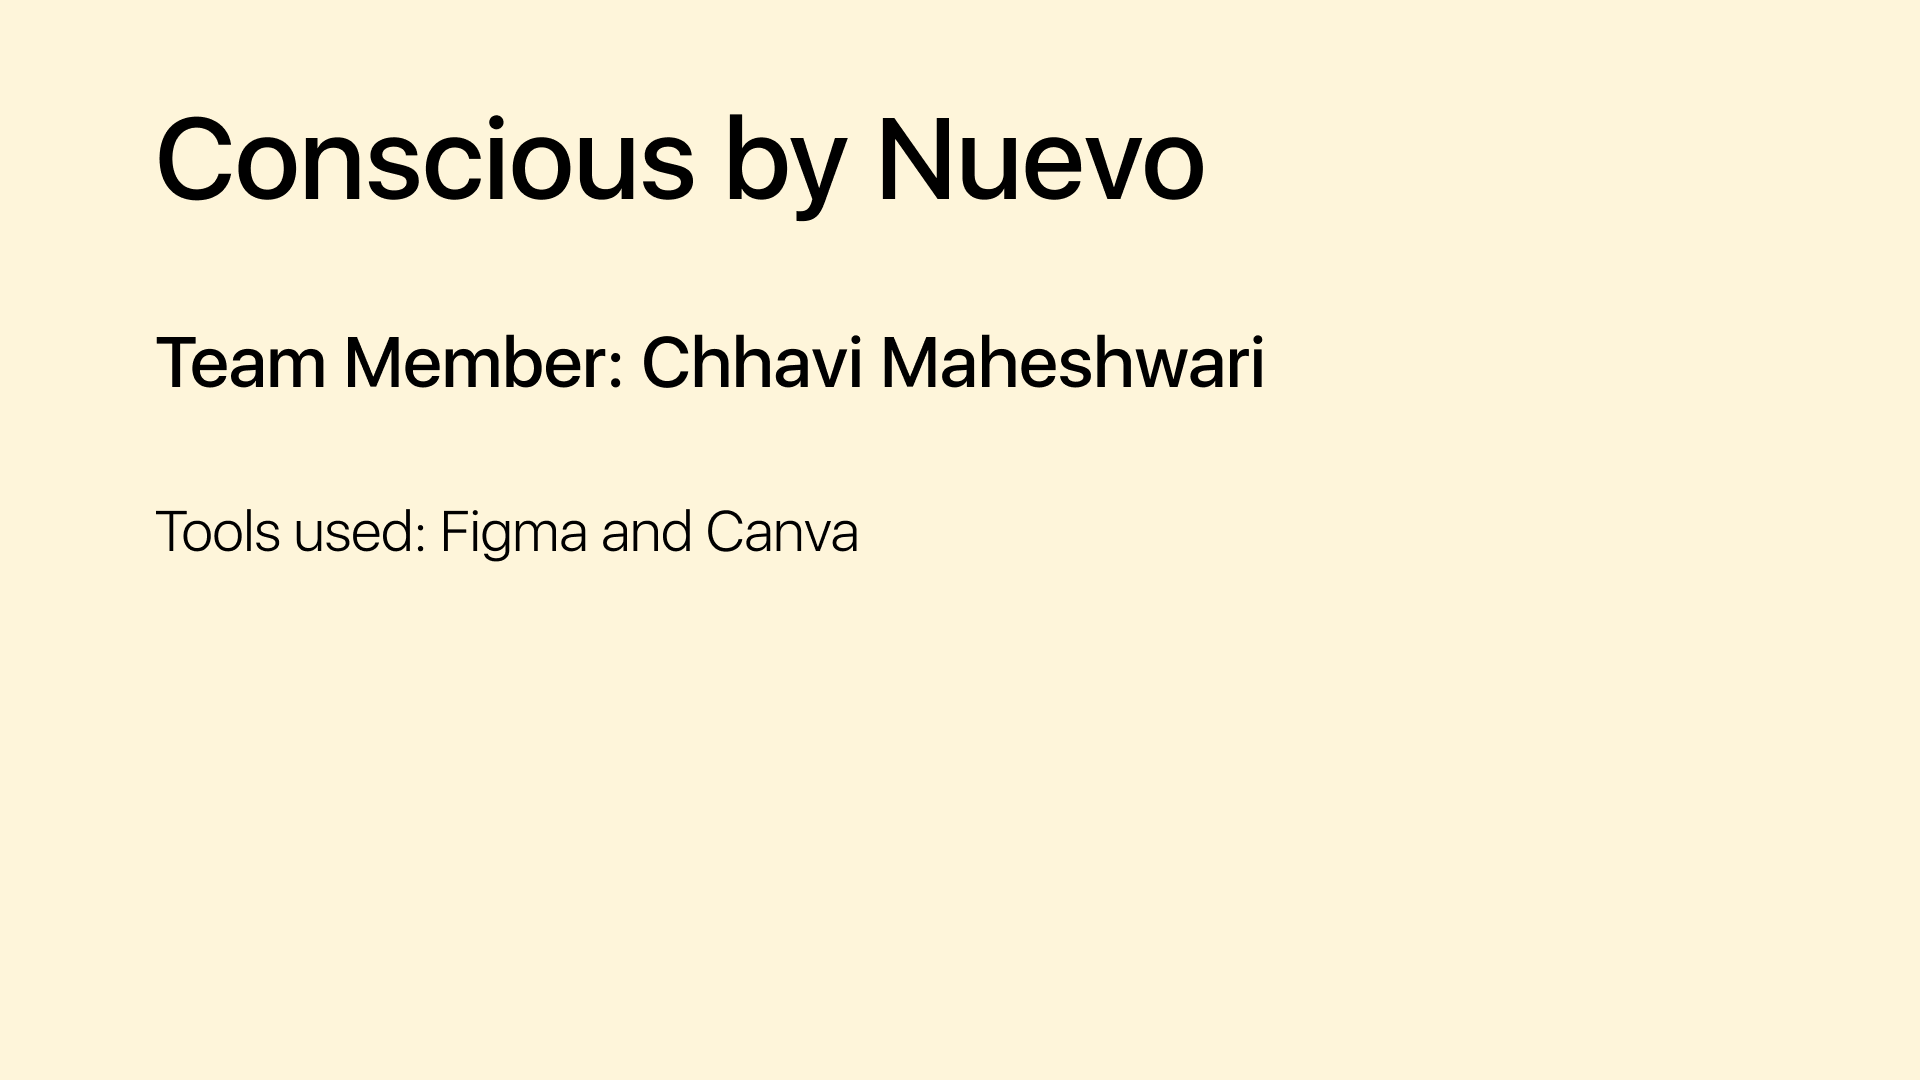 Conscious by Nuevo
Team Member: Chhavi Maheshwari
Tools used: Figma and Canva